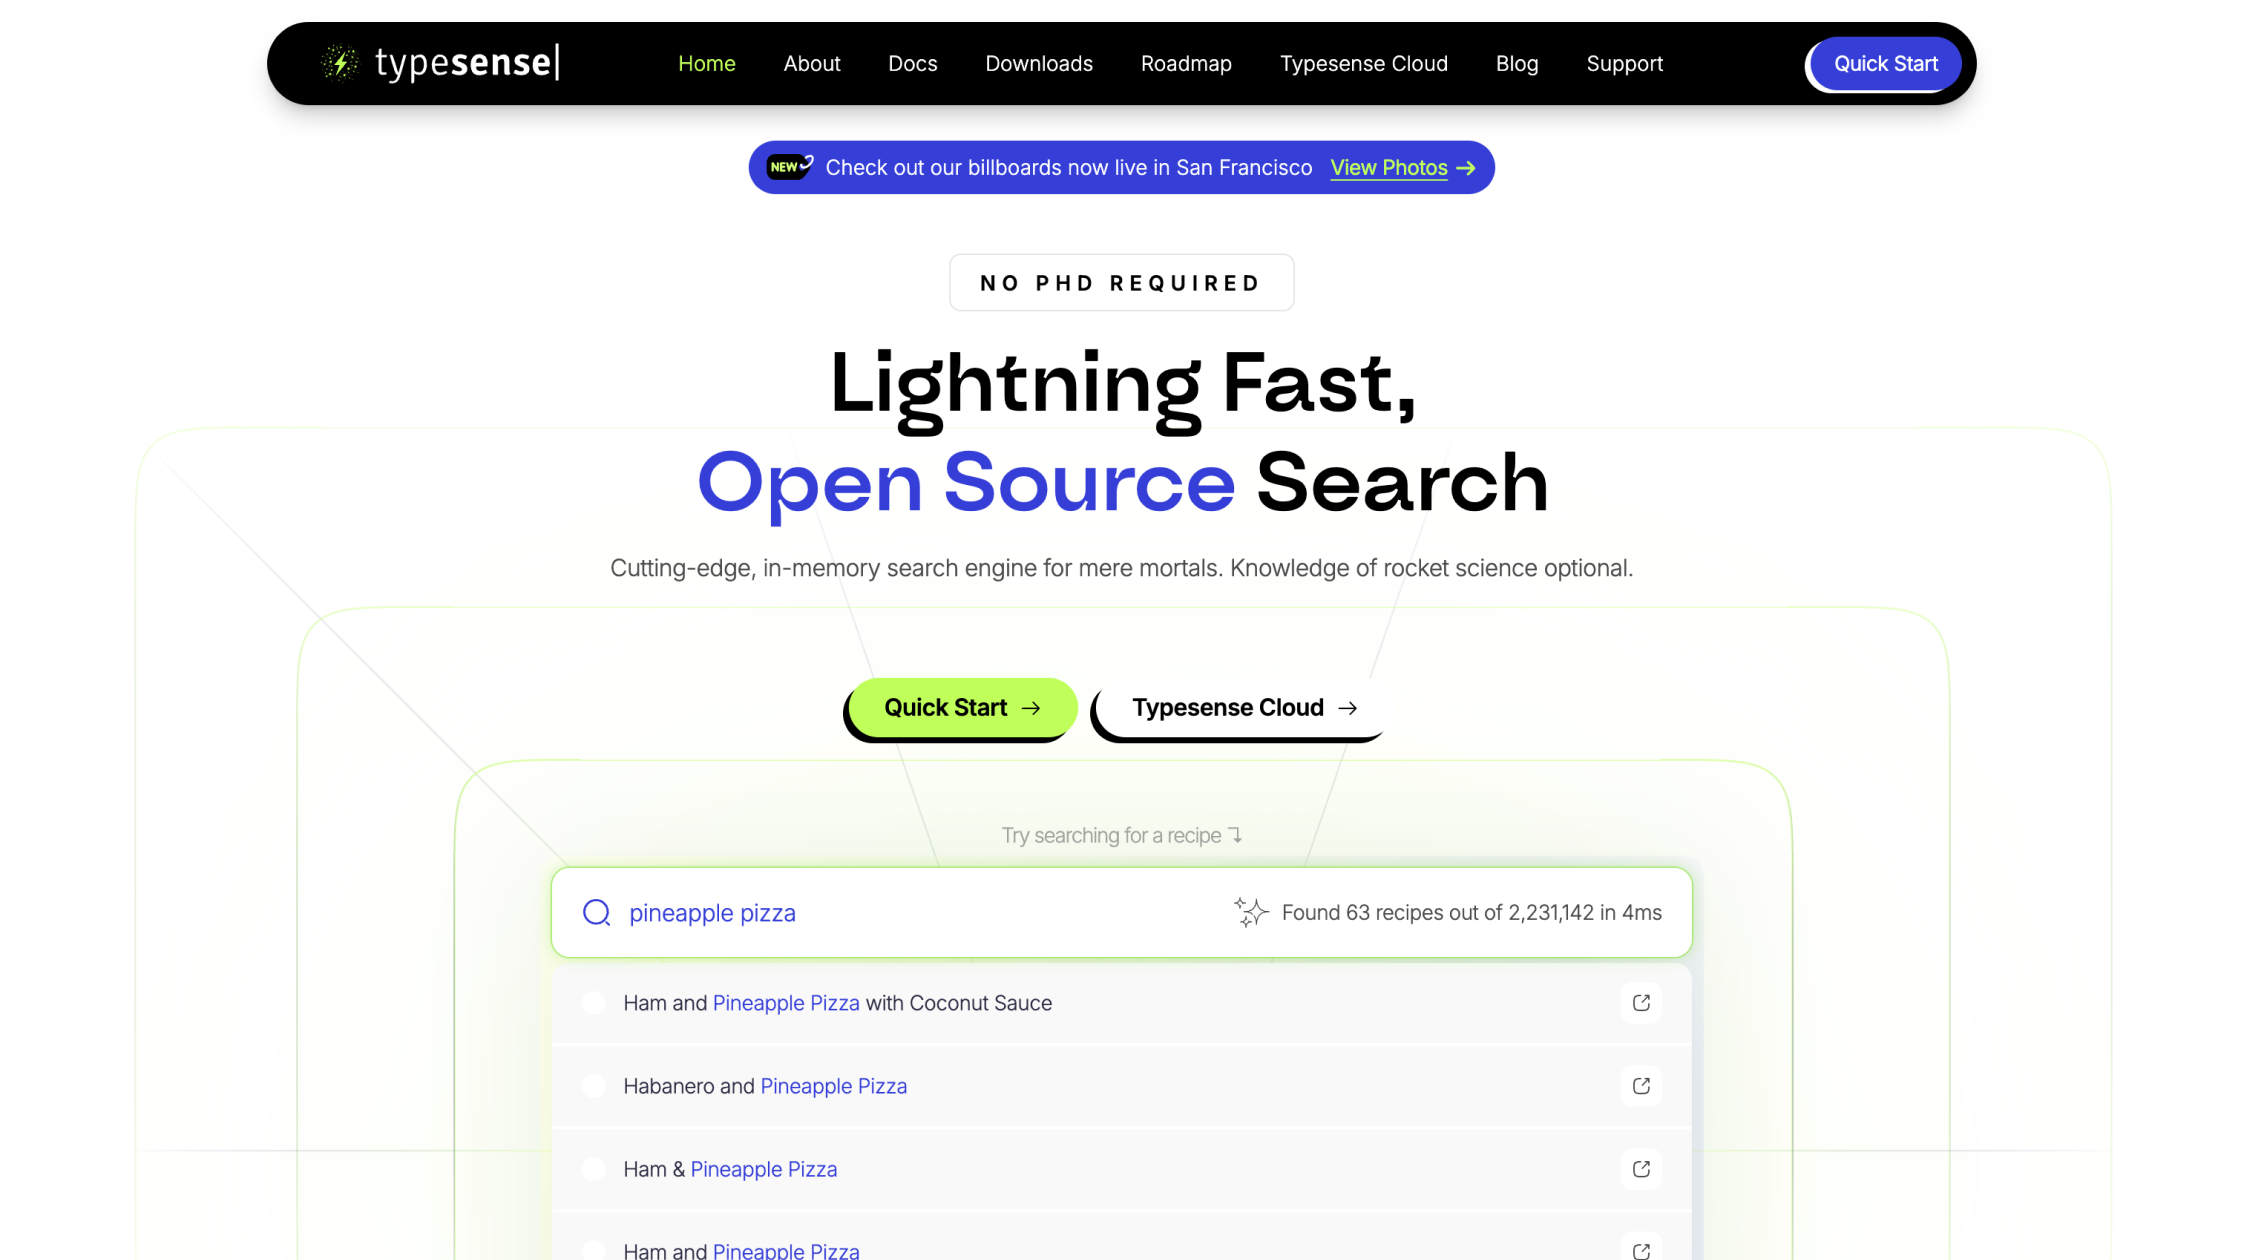 typesense|
Home
About
Docs
Downloads
Roadmap
Typesense Cloud
Blog
Support
Quick Start
NEW
Check out our billboards now live in San Francisco
View Photos →
NO PHD REQUIRED
Lightning Fast,
Open Source Search
Cutting-edge, in-memory search engine for mere mortals. Knowledge of rocket science optional.
Quick Start →
Typesense Cloud →
Try searching for a recipe ↴
pineapple pizza
Found 63 recipes out of 2,231,142 in 4ms
Ham and Pineapple Pizza with Coconut Sauce
Habanero and Pineapple Pizza
Ham & Pineapple Pizza
Ham and Pineapple Pizza